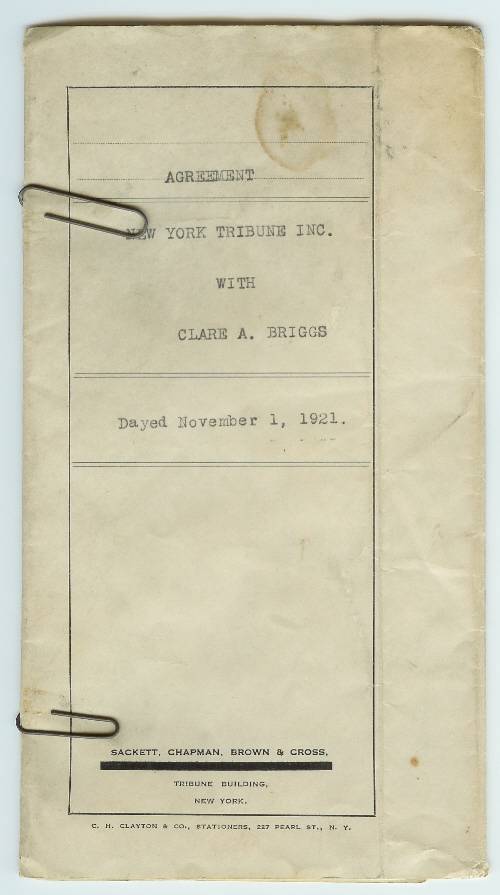 AGREEMENT
NEW YORK TRIBUNE INC.
WITH
CLARE A. BRIGGS
Dayed November 1, 1921.
SACKETT, CHAPMAN, BROWN & CROSS,
TRIBUNE BUILDING,
NEW YORK.
C. H. CLAYTON & CO., STATIONERS, 227 PEARL ST., N. Y.